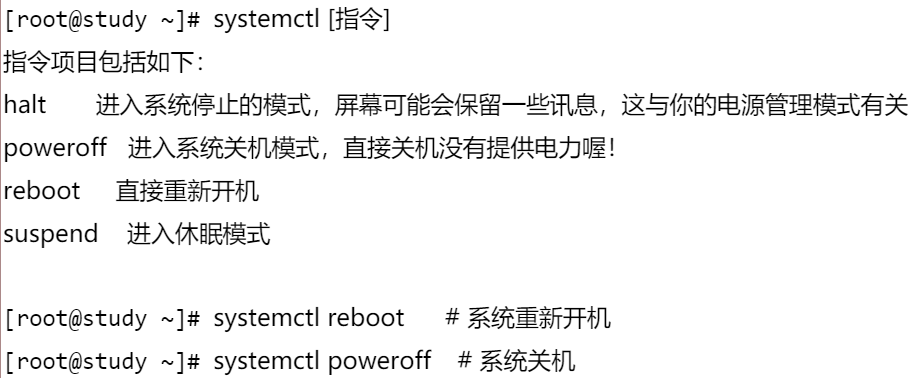 [root@study ~]# systemctl [指令]
指令项目包括如下：
halt 进入系统停止的模式，屏幕可能会保留一些讯息，这与你的电源管理模式有关
poweroff 进入系统关机模式，直接关机没有提供电力喔！
reboot 直接重新开机
suspend 进入休眠模式
[root@study ~]# systemctl reboot # 系统重新开机
[root@study ~]# systemctl poweroff # 系统关机